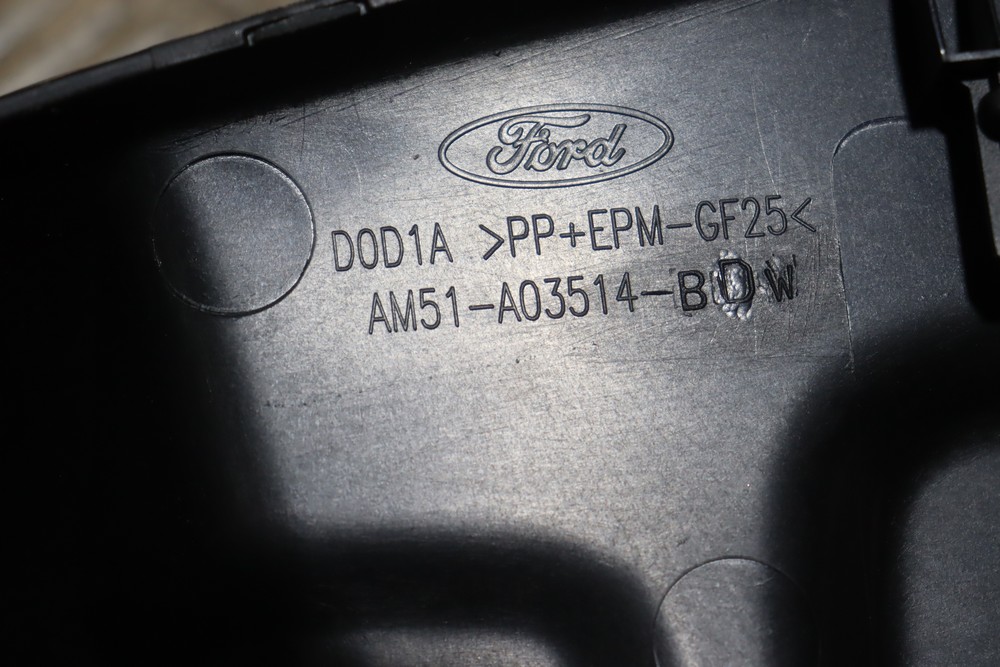 Ford
D0D1A >PP+EPM-GF25<
AM51-A03514-BDW